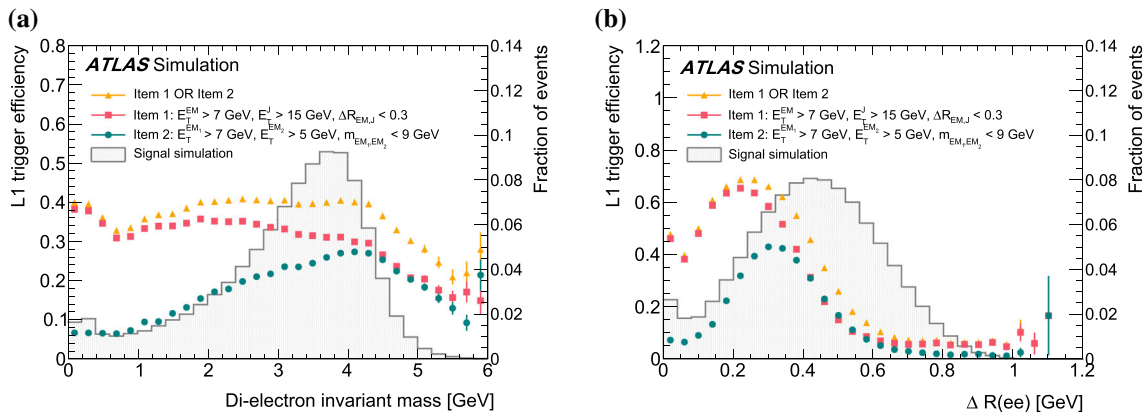 (a)
ATLAS Simulation
Item 1 OR Item 2
Item 1: E_T^EM > 7 GeV, E_T^J > 15 GeV, ΔR_EM,J < 0.3
Item 2: E_T^EM₁ > 7 GeV, E_T^EM₂ > 5 GeV, m_EM₁,EM₂ < 9 GeV
Signal simulation
L1 trigger efficiency
0.8
0.7
0.6
0.5
0.4
0.3
0.2
0.1
0
Fraction of events
0.14
0.12
0.1
0.08
0.06
0.04
0.02
0
0 1 2 3 4 5 6
Di-electron invariant mass [GeV]
(b)
ATLAS Simulation
Item 1 OR Item 2
Item 1: E_T^EM > 7 GeV, E_T^J > 15 GeV, ΔR_EM,J < 0.3
Item 2: E_T^EM₁ > 7 GeV, E_T^EM₂ > 5 GeV, m_EM₁,EM₂ < 9 GeV
Signal simulation
L1 trigger efficiency
1.2
1
0.8
0.6
0.4
0.2
0
Fraction of events
0.14
0.12
0.1
0.08
0.06
0.04
0.02
0
0 0.2 0.4 0.6 0.8 1 1.2
Δ R(ee) [GeV]